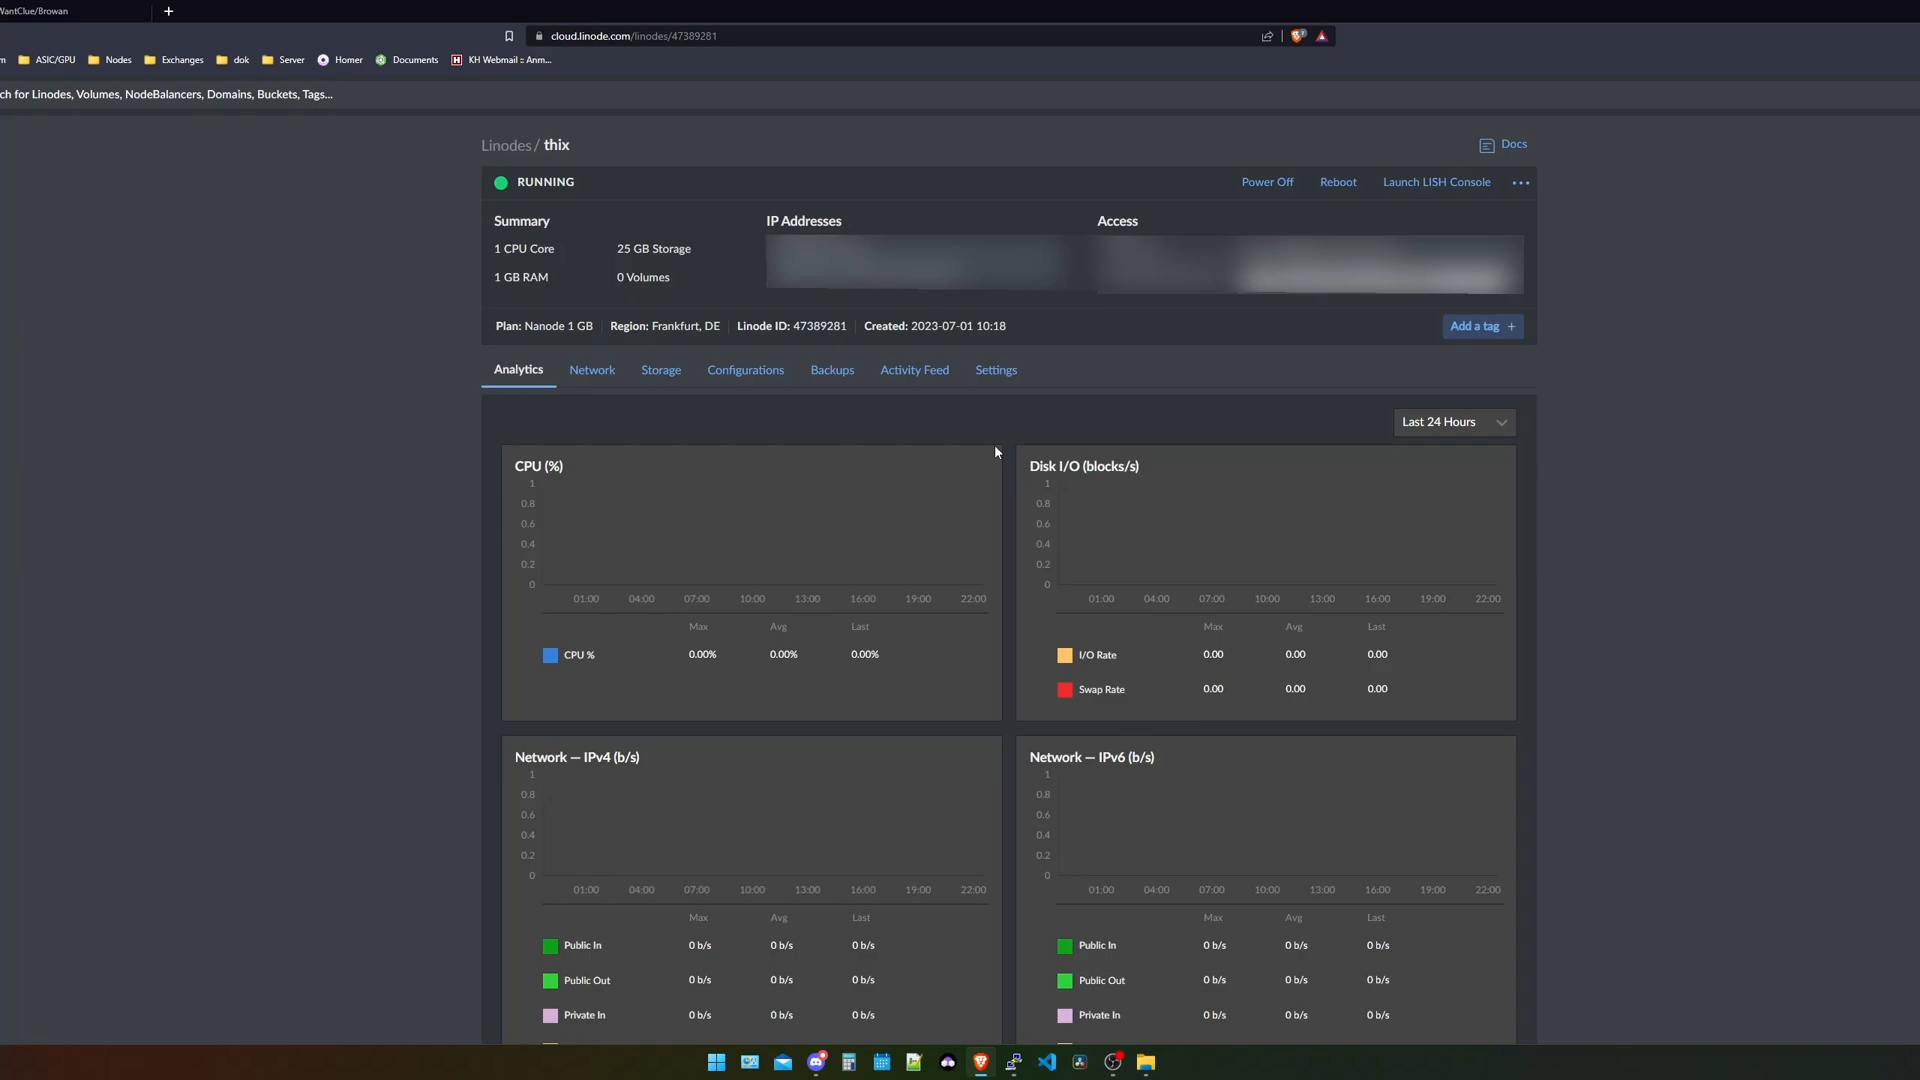 WantClue/Browan
+
cloud.linode.com/linodes/47389281
m ASIC/GPU Nodes Exchanges dok Server Homer Documents KH Webmail :: Anm...
ch for Linodes, Volumes, NodeBalancers, Domains, Buckets, Tags...
Linodes / thix
Docs
RUNNING
Power Off Reboot Launch LISH Console ...
Summary
IP Addresses
Access
1 CPU Core 25 GB Storage
1 GB RAM 0 Volumes
Plan: Nanode 1 GB Region: Frankfurt, DE Linode ID: 47389281 Created: 2023-07-01 10:18
Add a tag +
Analytics Network Storage Configurations Backups Activity Feed Settings
Last 24 Hours
CPU (%)
1
0.8
0.6
0.4
0.2
0
01:00 04:00 07:00 10:00 13:00 16:00 19:00 22:00
Max Avg Last
CPU % 0.00% 0.00% 0.00%
Disk I/O (blocks/s)
1
0.8
0.6
0.4
0.2
0
01:00 04:00 07:00 10:00 13:00 16:00 19:00 22:00
Max Avg Last
I/O Rate 0.00 0.00 0.00
Swap Rate 0.00 0.00 0.00
Network — IPv4 (b/s)
1
0.8
0.6
0.4
0.2
0
01:00 04:00 07:00 10:00 13:00 16:00 19:00 22:00
Max Avg Last
Public In 0 b/s 0 b/s 0 b/s
Public Out 0 b/s 0 b/s 0 b/s
Private In 0 b/s 0 b/s 0 b/s
Network — IPv6 (b/s)
1
0.8
0.6
0.4
0.2
0
01:00 04:00 07:00 10:00 13:00 16:00 19:00 22:00
Max Avg Last
Public In 0 b/s 0 b/s 0 b/s
Public Out 0 b/s 0 b/s 0 b/s
Private In 0 b/s 0 b/s 0 b/s